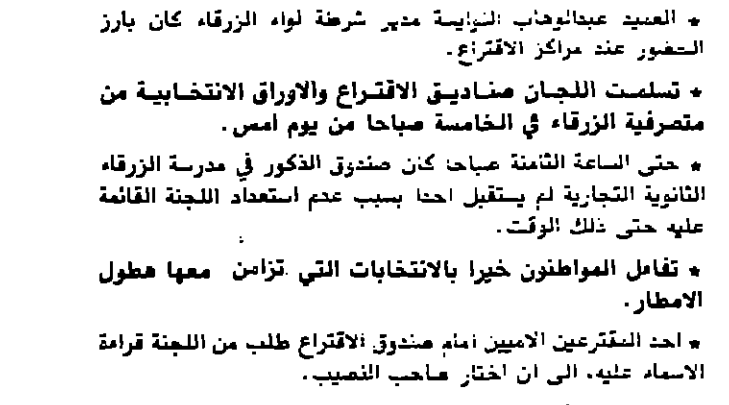 * العميد عبدالوهاب النوايسة مدير شرطة لواء الزرقاء كان بارز
الحضور عند مراكز الاقتراع.
* تسلمت اللجان صناديق الاقتراع والاوراق الانتخابية من
متصرفية الزرقاء في الخامسة صباحا من يوم امس.
* حتى الساعة الثامنة صباحا كان صندوق الذكور في مدرسة الزرقاء
الثانوية التجارية لم يستقبل احدا بسبب عدم استعداد اللجنة القائمة
عليه حتى ذلك الوقت.
* تفاءل المواطنون خيرا بالانتخابات التي تزامن معها هطول
الامطار.
* احد المقترعين الاميين امام صندوق الاقتراع طلب من اللجنة قراءة
الاسماء عليه، الى ان اختار صاحب النصيب.